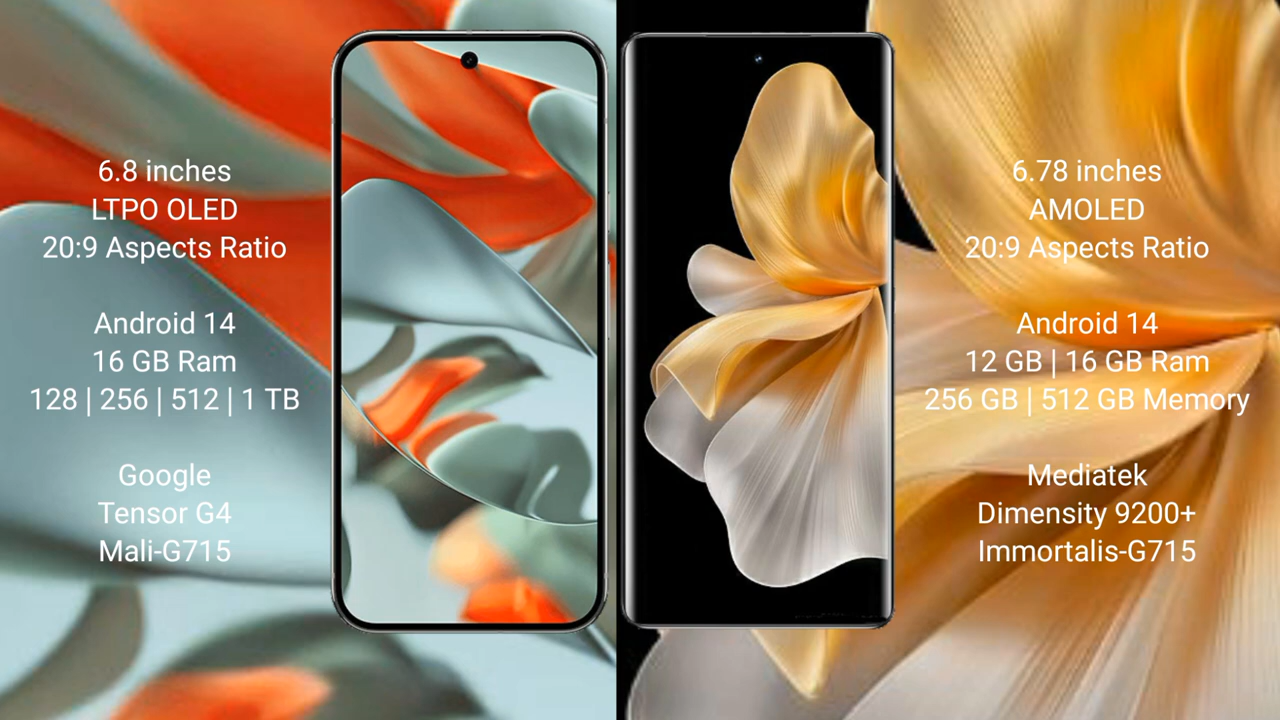 6.8 inches
LTPO OLED
20:9 Aspects Ratio
Android 14
16 GB Ram
128 | 256 | 512 | 1 TB
Google
Tensor G4
Mali-G715
6.78 inches
AMOLED
20:9 Aspects Ratio
Android 14
12 GB | 16 GB Ram
256 GB | 512 GB Memory
Mediatek
Dimensity 9200+
Immortalis-G715